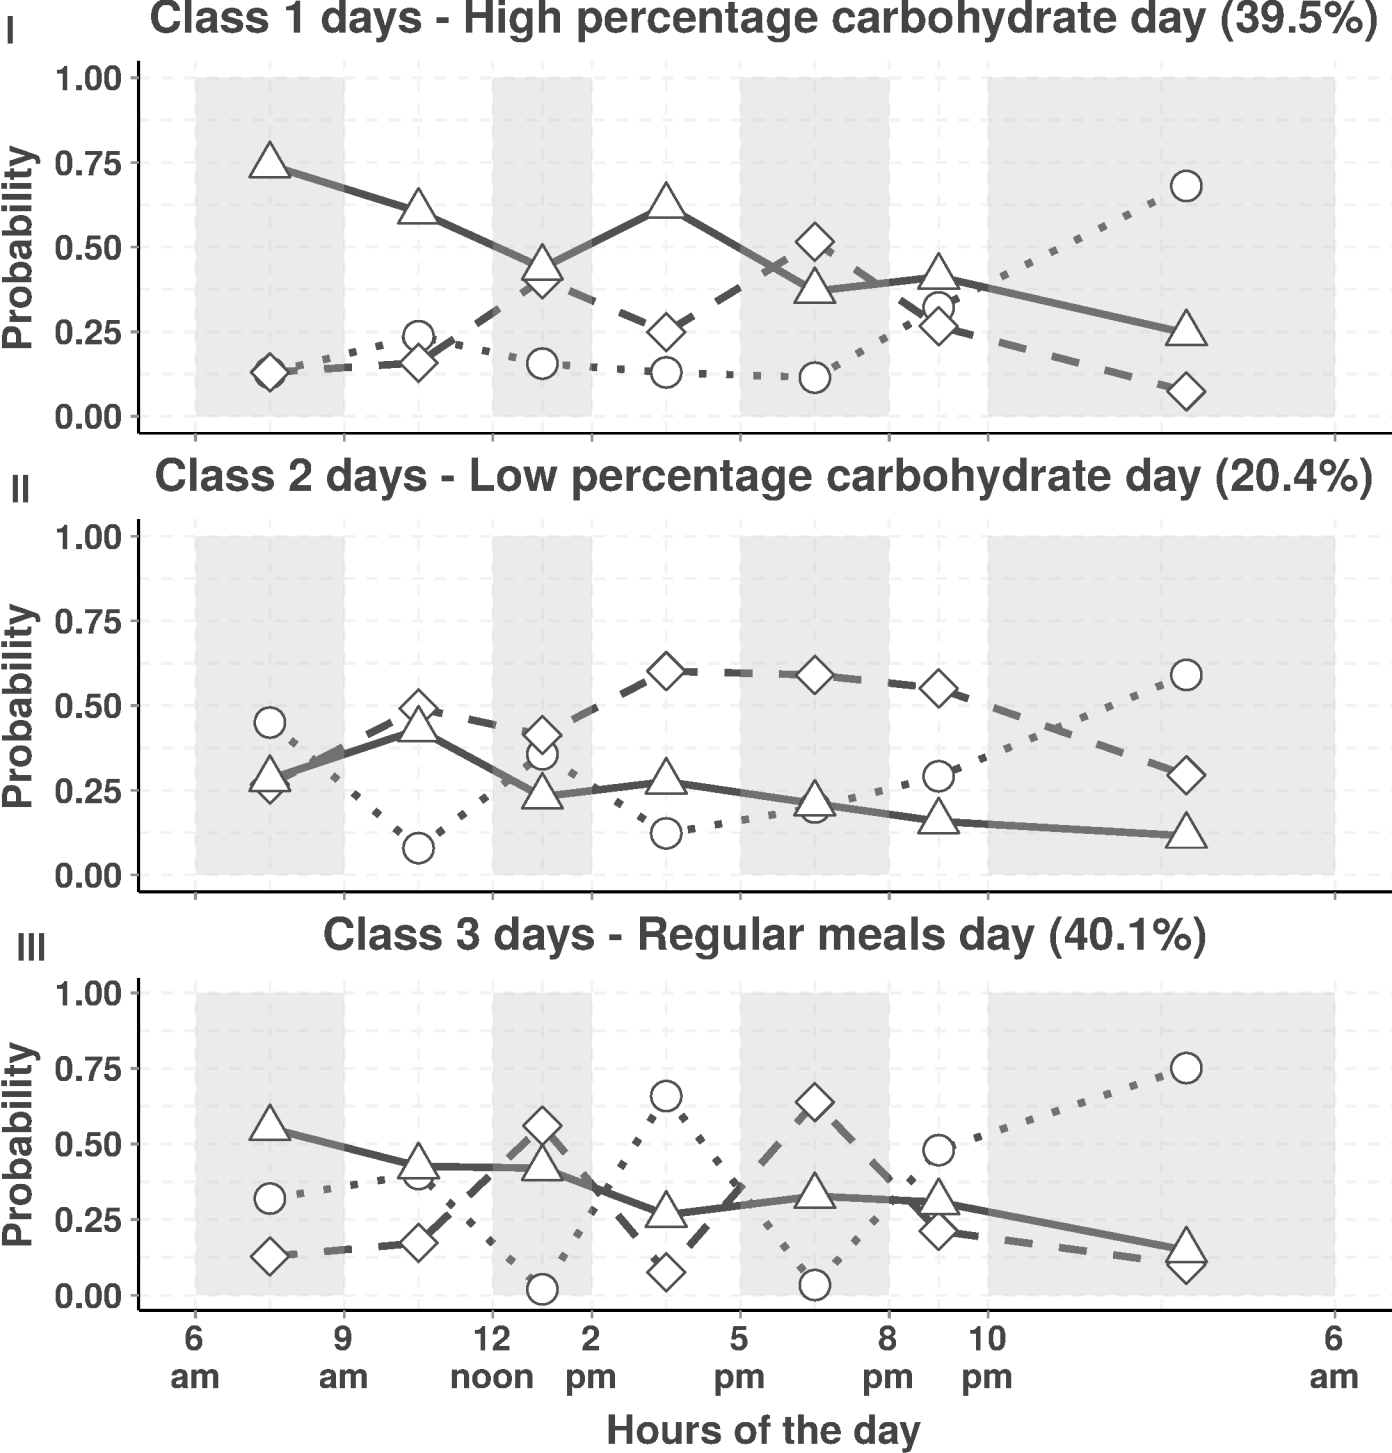 I
Class 1 days - High percentage carbohydrate day (39.5%)
1.00
0.75
0.50
0.25
0.00
Probability
II
Class 2 days - Low percentage carbohydrate day (20.4%)
1.00
0.75
0.50
0.25
0.00
Probability
III
Class 3 days - Regular meals day (40.1%)
1.00
0.75
0.50
0.25
0.00
Probability
6 9 12 2 5 8 10 6
am am noon pm pm pm pm am
Hours of the day